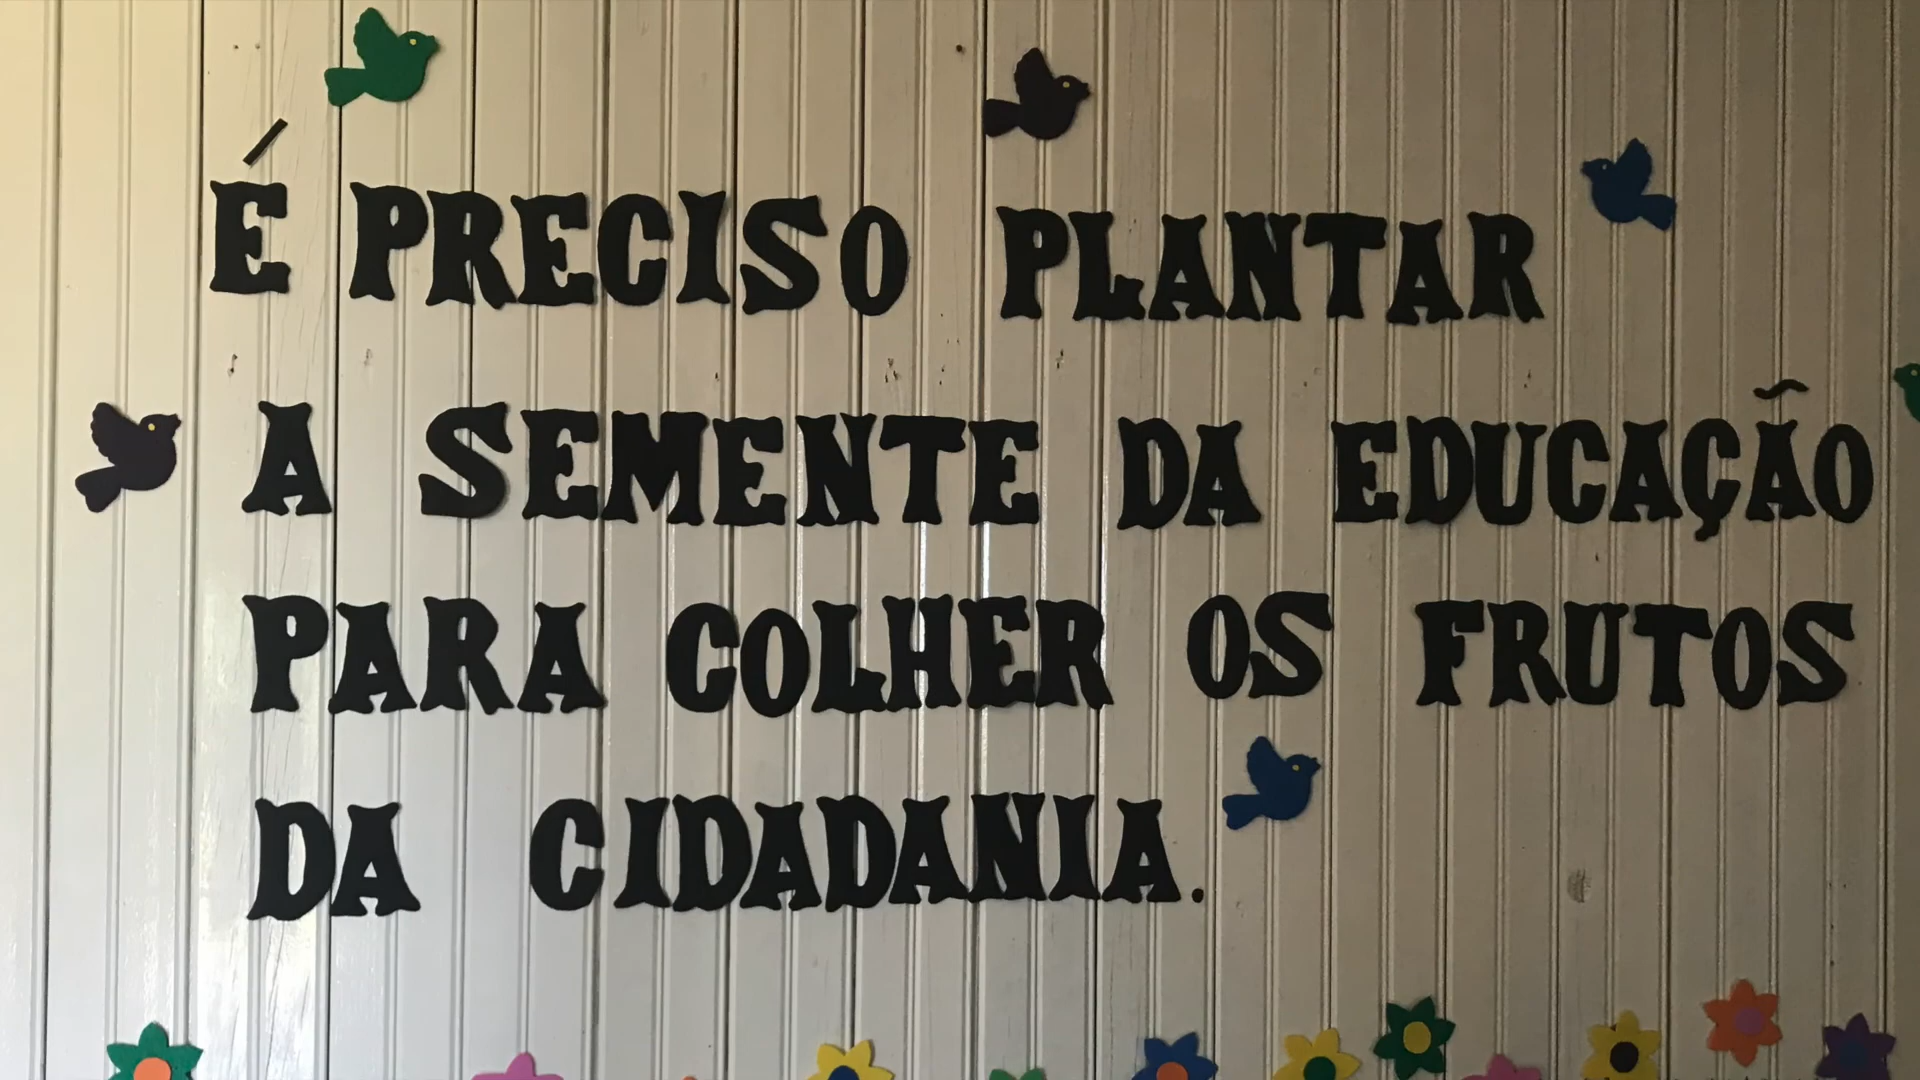 É PRECISO PLANTAR
A SEMENTE DA EDUCAÇÃO
PARA COLHER OS FRUTOS
DA CIDADANIA.